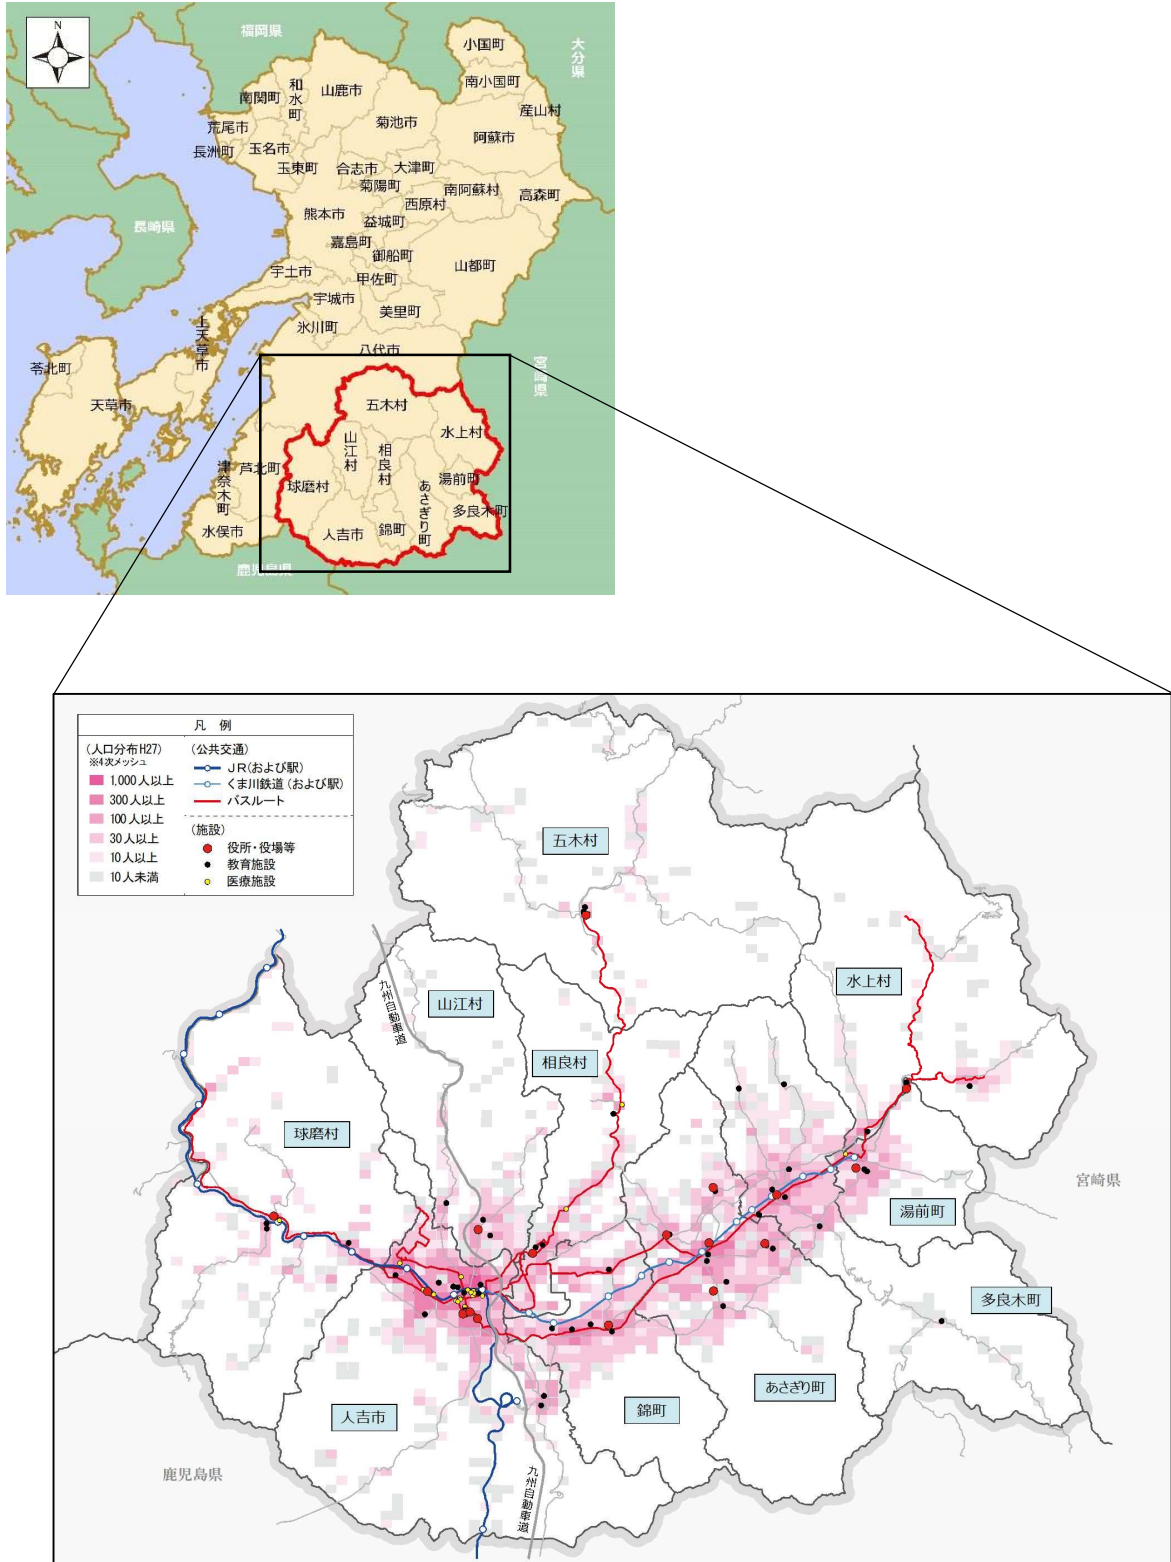 N
福岡県
大分県
小国町
南小国町
産山村
和水町
南関町
山鹿市
菊池市
阿蘇市
荒尾市
長洲町
玉名市
玉東町
合志市
大津町
菊陽町
南阿蘇村
高森町
西原村
熊本市
益城町
長崎県
嘉島町
御船町
山都町
宇土市
甲佐町
宇城市
美里町
氷川町
上天草市
八代市
宮崎県
苓北町
天草市
五木村
水上村
山江村
相良村
芦北町
津奈木町
球磨村
湯前町
あさぎり町
多良木町
水俣市
人吉市
錦町
鹿児島県
凡 例
(人口分布H27)
※4次メッシュ
1,000人以上
300人以上
100人以上
30人以上
10人以上
10人未満
(公共交通)
JR(および駅)
くま川鉄道(および駅)
バスルート
(施設)
役所・役場等
教育施設
医療施設
五木村
水上村
九州自動車道
山江村
相良村
球磨村
宮崎県
湯前町
多良木町
あさぎり町
錦町
人吉市
鹿児島県
九州自動車道